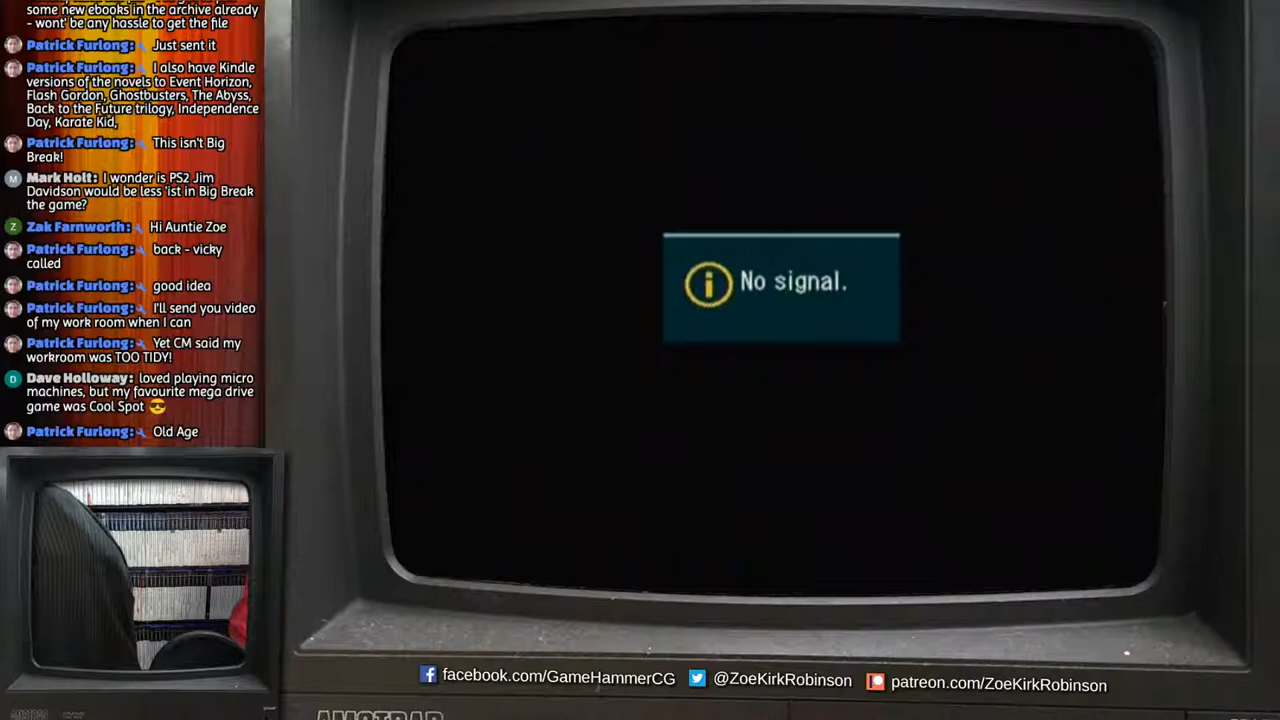 some new ebooks in the archive already
- wont' be any hassle to get the file
Patrick Furlong: Just sent it
Patrick Furlong: I also have Kindle
versions of the novels to Event Horizon,
Flash Gordon, Ghostbusters, The Abyss,
Back to the Future trilogy, Independence
Day, Karate Kid,
Patrick Furlong: This isn't Big
Break!
M Mark Holt: I wonder is PS2 Jim
Davidson would be less 'ist in Big Break
the game?
Z Zak Farnworth: Hi Auntie Zoe
Patrick Furlong: back - vicky
called
Patrick Furlong: good idea
Patrick Furlong: I'll send you video
of my work room when I can
Patrick Furlong: Yet CM said my
workroom was TOO TIDY!
D Dave Holloway: loved playing micro
machines, but my favourite mega drive
game was Cool Spot 😎
Patrick Furlong: Old Age
No signal.
facebook.com/GameHammerCG @ZoeKirkRobinson patreon.com/ZoeKirkRobinson
AMSTRAD